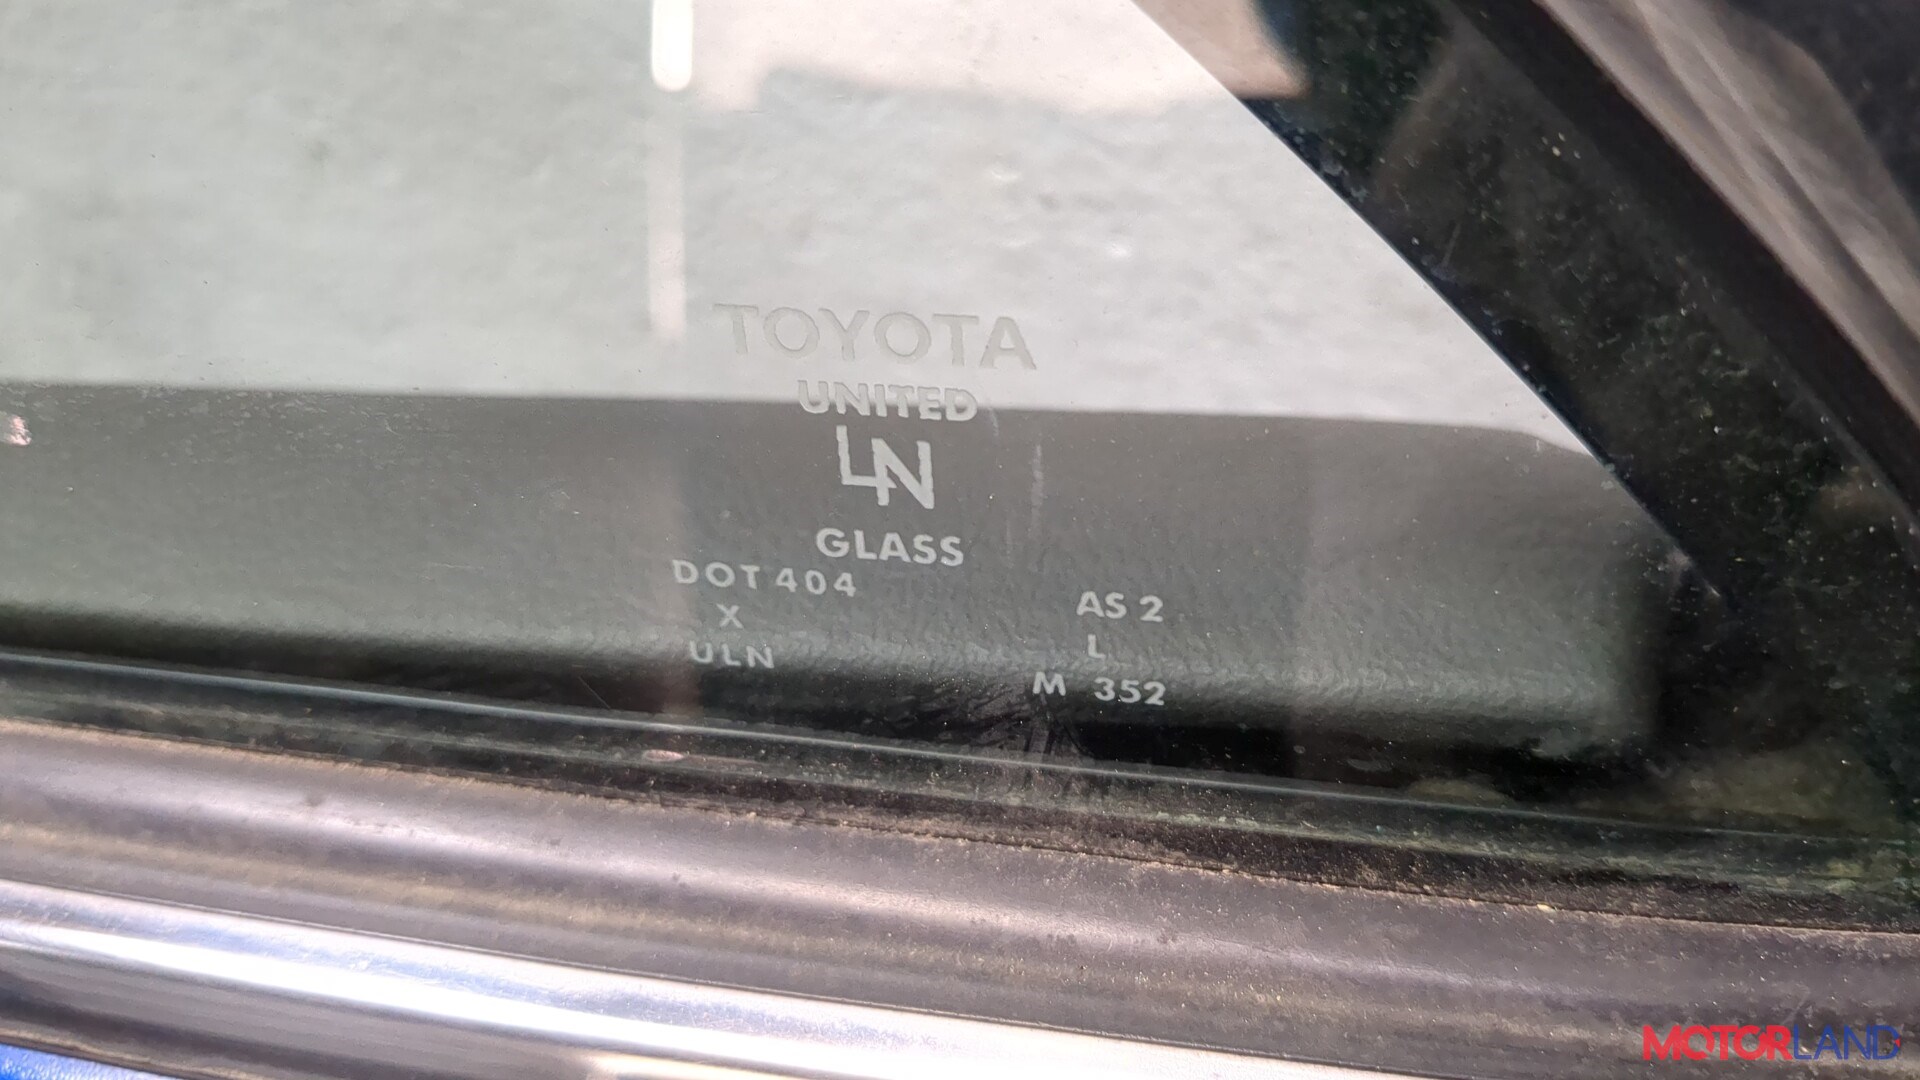 TOYOTA
UNITED
LN
GLASS
DOT 404 AS 2
X L
ULN M 352
MOTORLAND